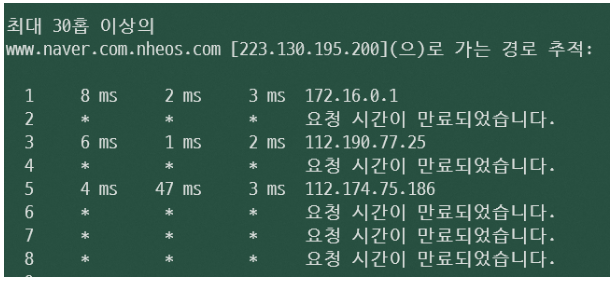 최대 30홉 이상의
www.naver.com.nheos.com [223.130.195.200](으)로 가는 경로 추적:
1 8 ms 2 ms 3 ms 172.16.0.1
2 * * * 요청 시간이 만료되었습니다.
3 6 ms 1 ms 2 ms 112.190.77.25
4 * * * 요청 시간이 만료되었습니다.
5 4 ms 47 ms 3 ms 112.174.75.186
6 * * * 요청 시간이 만료되었습니다.
7 * * * 요청 시간이 만료되었습니다.
8 * * * 요청 시간이 만료되었습니다.